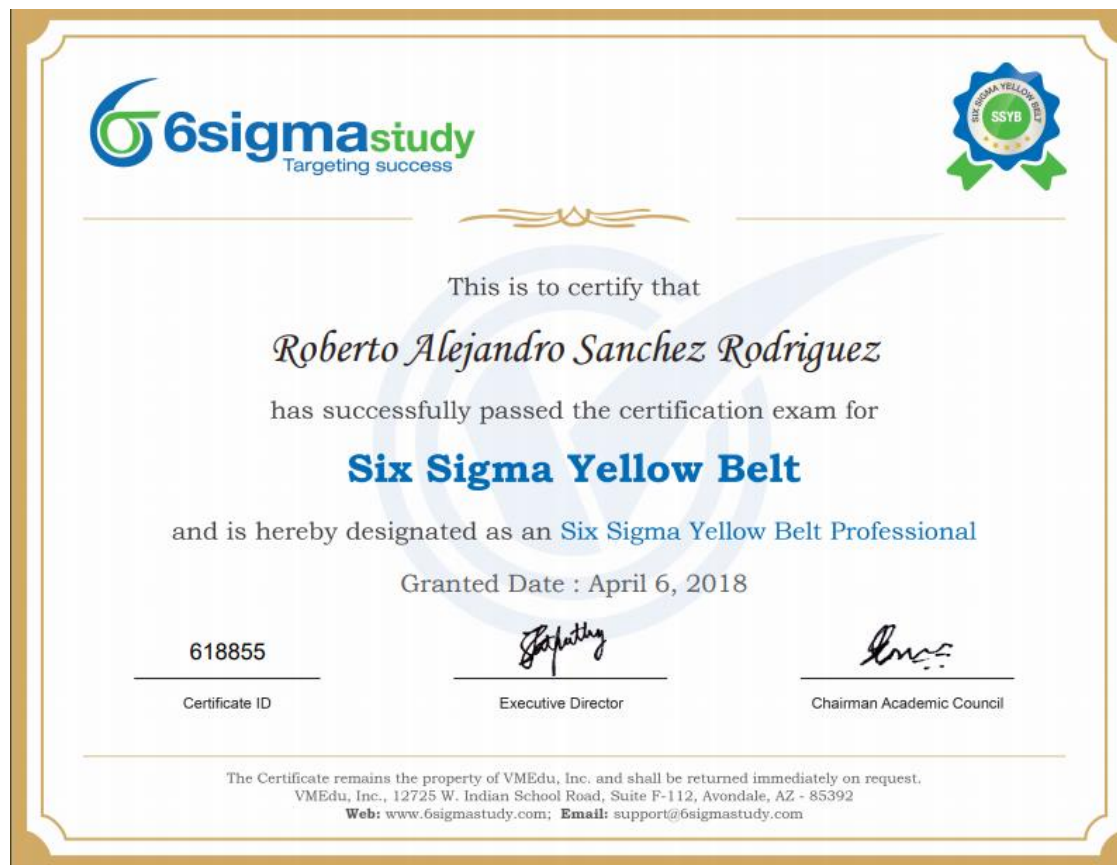 6sigmastudy
Targeting success
SIX SIGMA YELLOW BELT
SSYB
This is to certify that
Roberto Alejandro Sanchez Rodriguez
has successfully passed the certification exam for
Six Sigma Yellow Belt
and is hereby designated as an Six Sigma Yellow Belt Professional
Granted Date : April 6, 2018
618855
Certificate ID
Executive Director
Chairman Academic Council
The Certificate remains the property of VMEdu, Inc. and shall be returned immediately on request.
VMEdu, Inc., 12725 W. Indian School Road, Suite F-112, Avondale, AZ - 85392
Web: www.6sigmastudy.com; Email: support@6sigmastudy.com